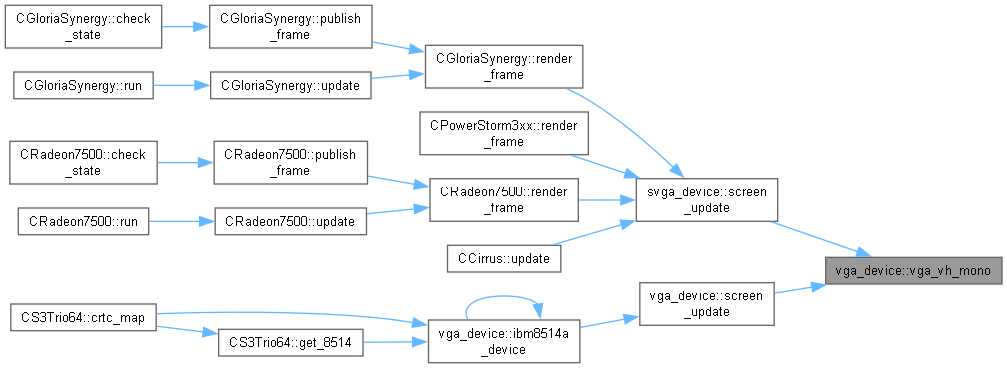 CGloriaSynergy::check
_state
CGloriaSynergy::publish
_frame
CGloriaSynergy::render
_frame
CGloriaSynergy::run
CGloriaSynergy::update
CPowerStorm3xx::render
_frame
CRadeon7500::check
_state
CRadeon7500::publish
_frame
CRadeon7500::render
_frame
svga_device::screen
_update
CRadeon7500::run
CRadeon7500::update
CCirrus::update
vga_device::vga_vh_mono
vga_device::screen
_update
CS3Trio64::crtc_map
CS3Trio64::get_8514
vga_device::ibm8514a
_device